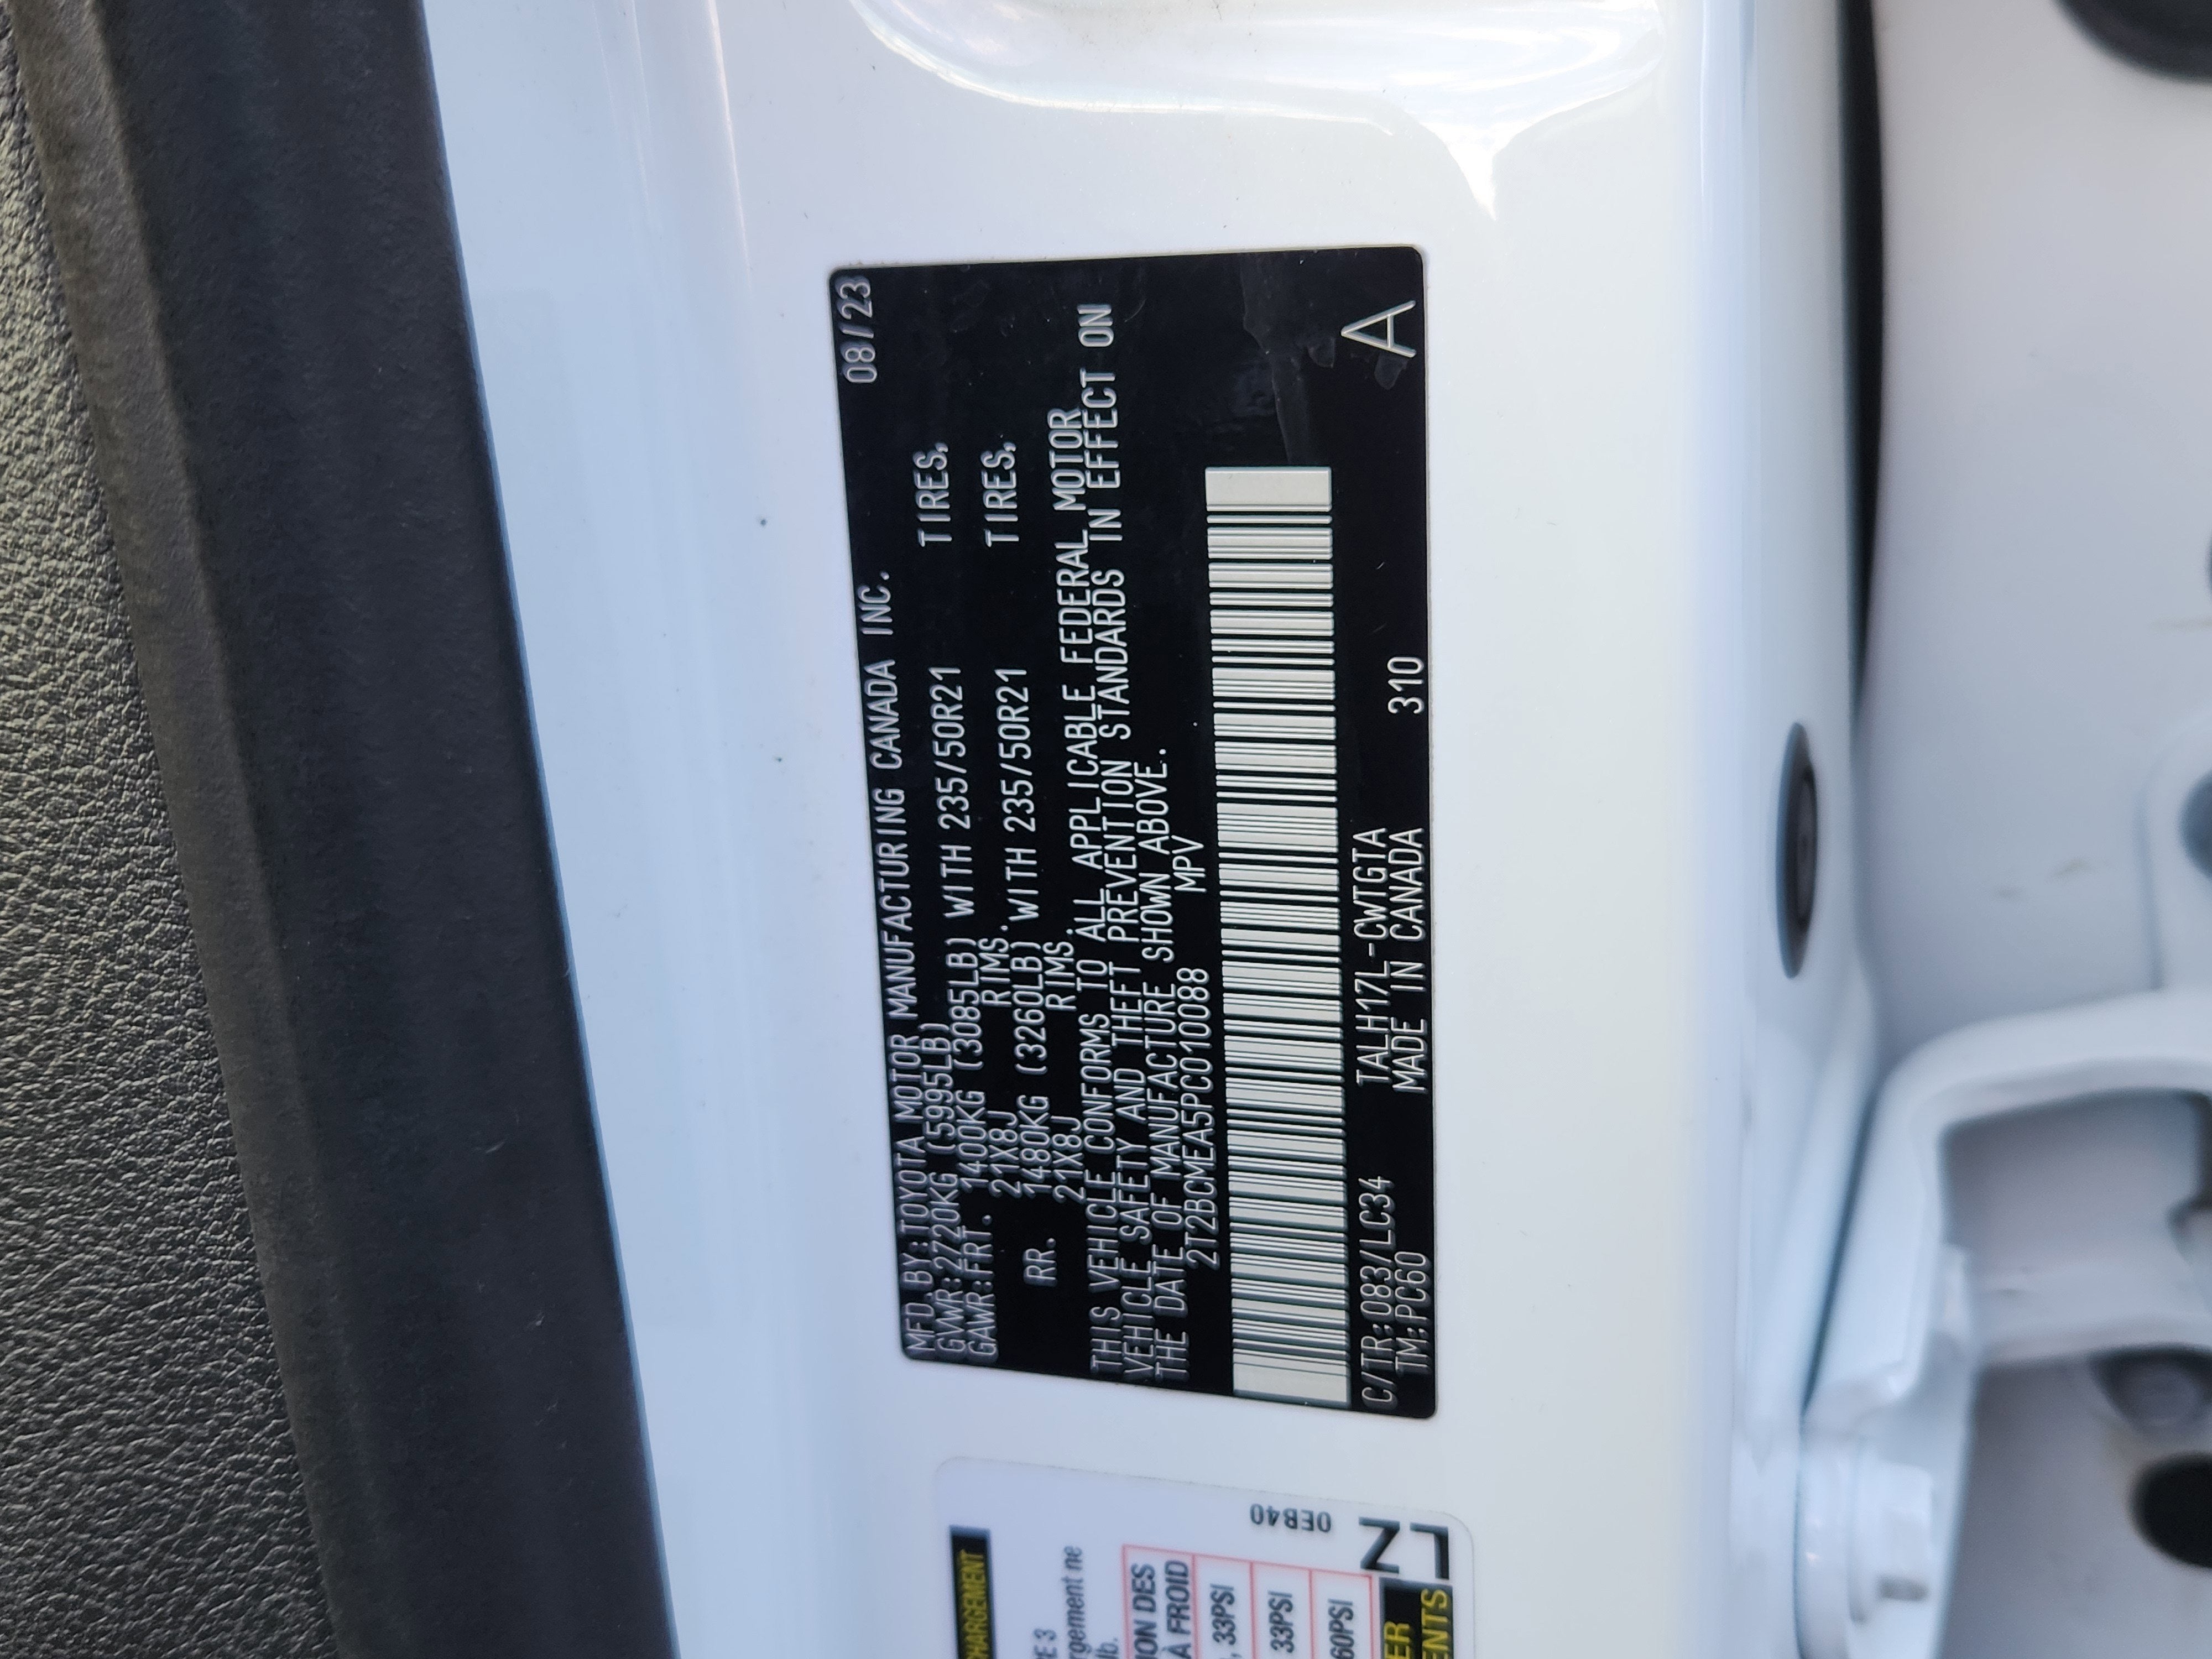 08/23
MFD.BY:TOYOTA MOTOR MANUFACTURING CANADA INC.
GVWR:2720KG (5995LB)
GAWR:FRT. 1400KG (3085LB) WITH 235/50R21 TIRES,
21X8J RIMS.
RR. 1480KG (3260LB) WITH 235/50R21 TIRES,
21X8J RIMS.
THIS VEHICLE CONFORMS TO ALL APPLICABLE FEDERAL MOTOR
VEHICLE SAFETY AND THEFT PREVENTION STANDARDS IN EFFECT ON
THE DATE OF MANUFACTURE SHOWN ABOVE.
2T2BCMEA5PC010088 MPV
C/TR:083/LC34 TALH17L-CWTGTA A
TM:PC60 MADE IN CANADA 310
0EB40
À FROID
33PSI
33PSI
60PSI